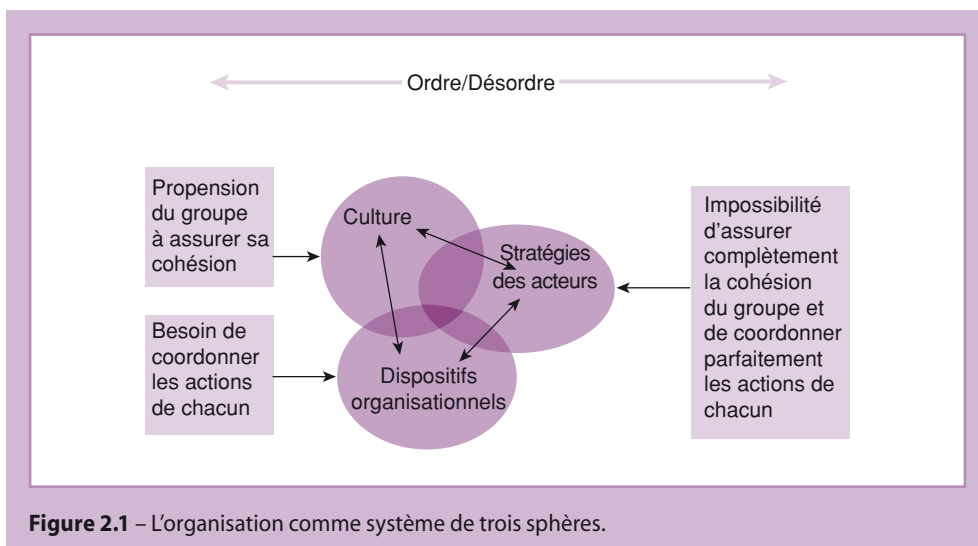 Ordre/Désordre
Propension
du groupe
à assurer sa
cohésion
Culture
Stratégies
des acteurs
Impossibilité
d'assurer
complètement
la cohésion
du groupe et
de coordonner
parfaitement
les actions de
chacun
Besoin de
coordonner
les actions
de chacun
Dispositifs
organisationnels
Figure 2.1 – L'organisation comme système de trois sphères.